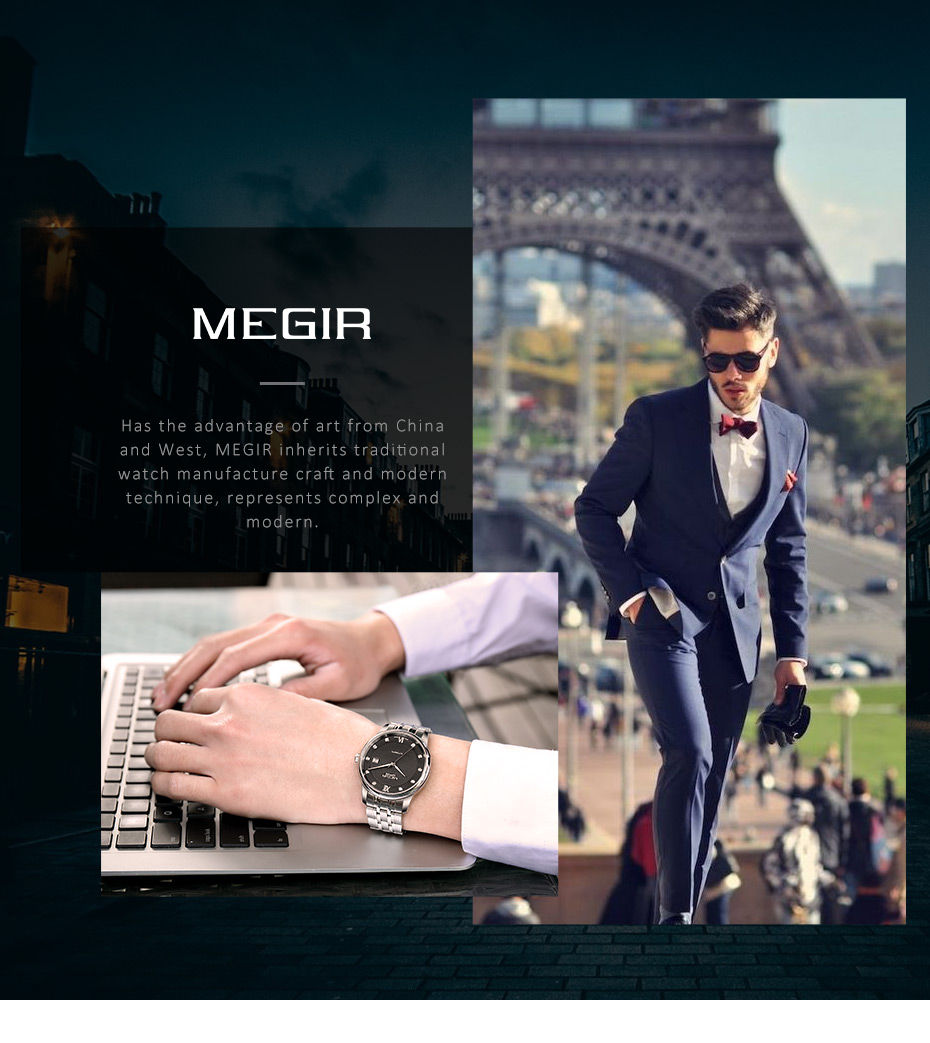 MEGIR
Has the advantage of art from China
and West, MEGIR inherits traditional
watch manufacture craft and modern
technique, represents complex and
modern.